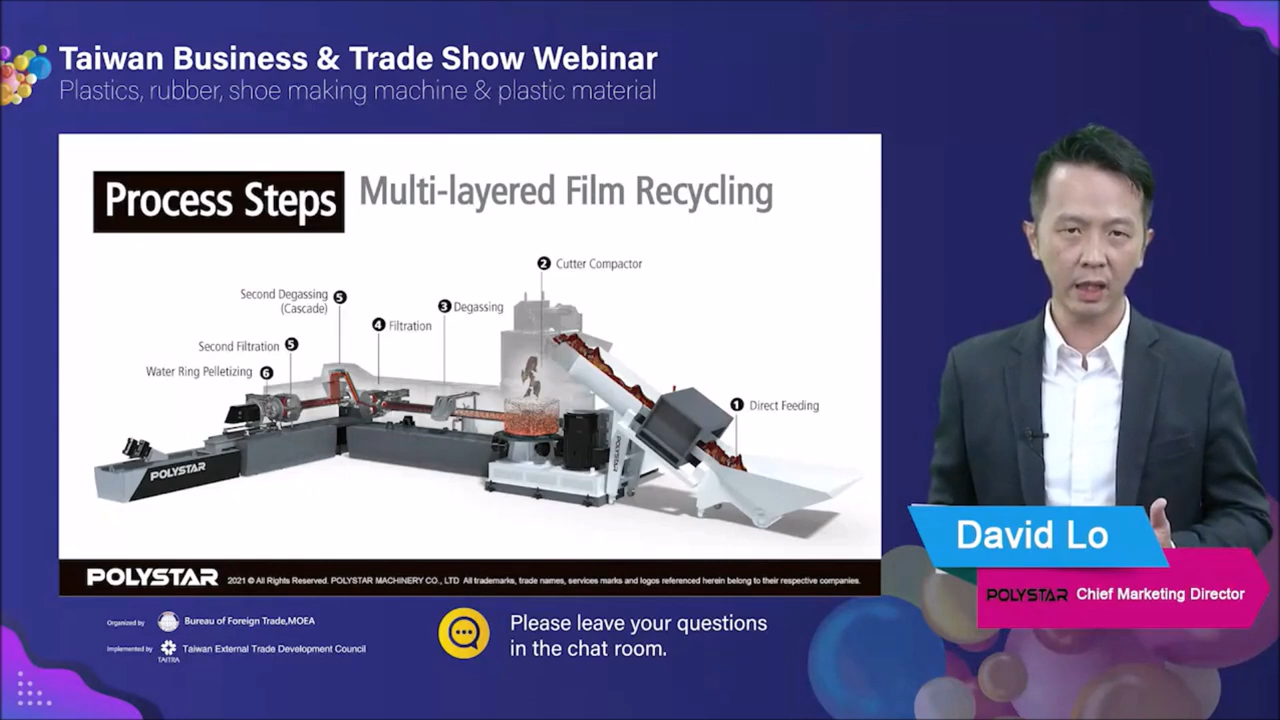 Taiwan Business & Trade Show Webinar
Plastics, rubber, shoe making machine & plastic material
Process Steps Multi-layered Film Recycling
2 Cutter Compactor
Second Degassing 5
(Cascade)
3 Degassing
4 Filtration
Second Filtration 5
Water Ring Pelletizing 6
1 Direct Feeding
POLYSTAR
POLYSTAR
POLYSTAR 2021 © All Rights Reserved. POLYSTAR MACHINERY CO., LTD All trademarks, trade names, services marks and logos referenced herein belong to their respective companies.
David Lo
POLYSTAR Chief Marketing Director
Organized by Bureau of Foreign Trade,MOEA
Implemented by TAITRA Taiwan External Trade Development Council
Please leave your questions
in the chat room.